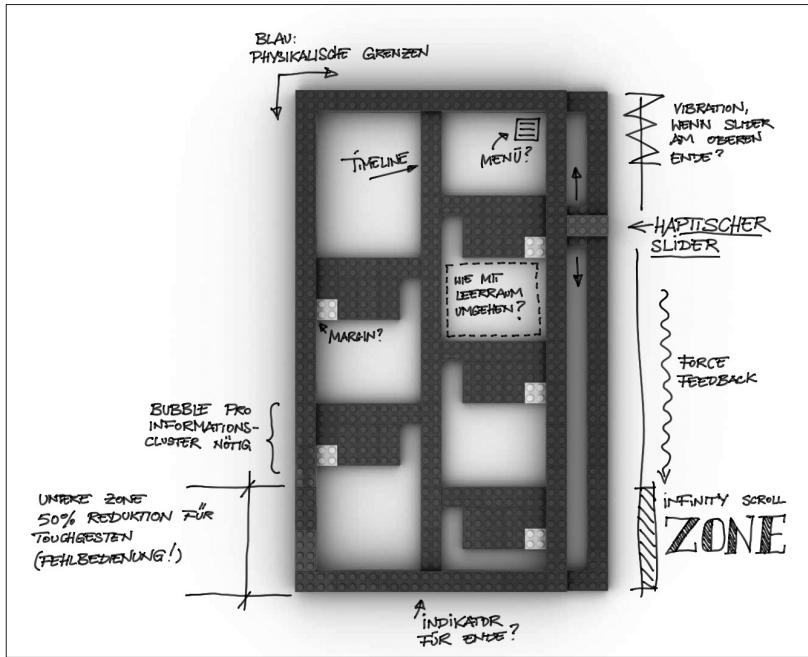 BLAU:
PHYSIKALISCHE GRENZEN
TIMELINE
MENÜ?
VIBRATION,
WENN SLIDER
AM OBEREN
ENDE?
HAPTISCHER
SLIDER
WIE MIT
LEERRAUM
UMGEHEN?
MARGIN?
FORCE
FEEDBACK
BUBBLE PRO
INFORMATIONS-
CLUSTER NÖTIG
UNTERE ZONE
50% REDUKTION FÜR
TOUCHGESTEN
(FEHLBEDIENUNG!)
INFINITY SCROLL
ZONE
INDIKATOR
FÜR ENDE?